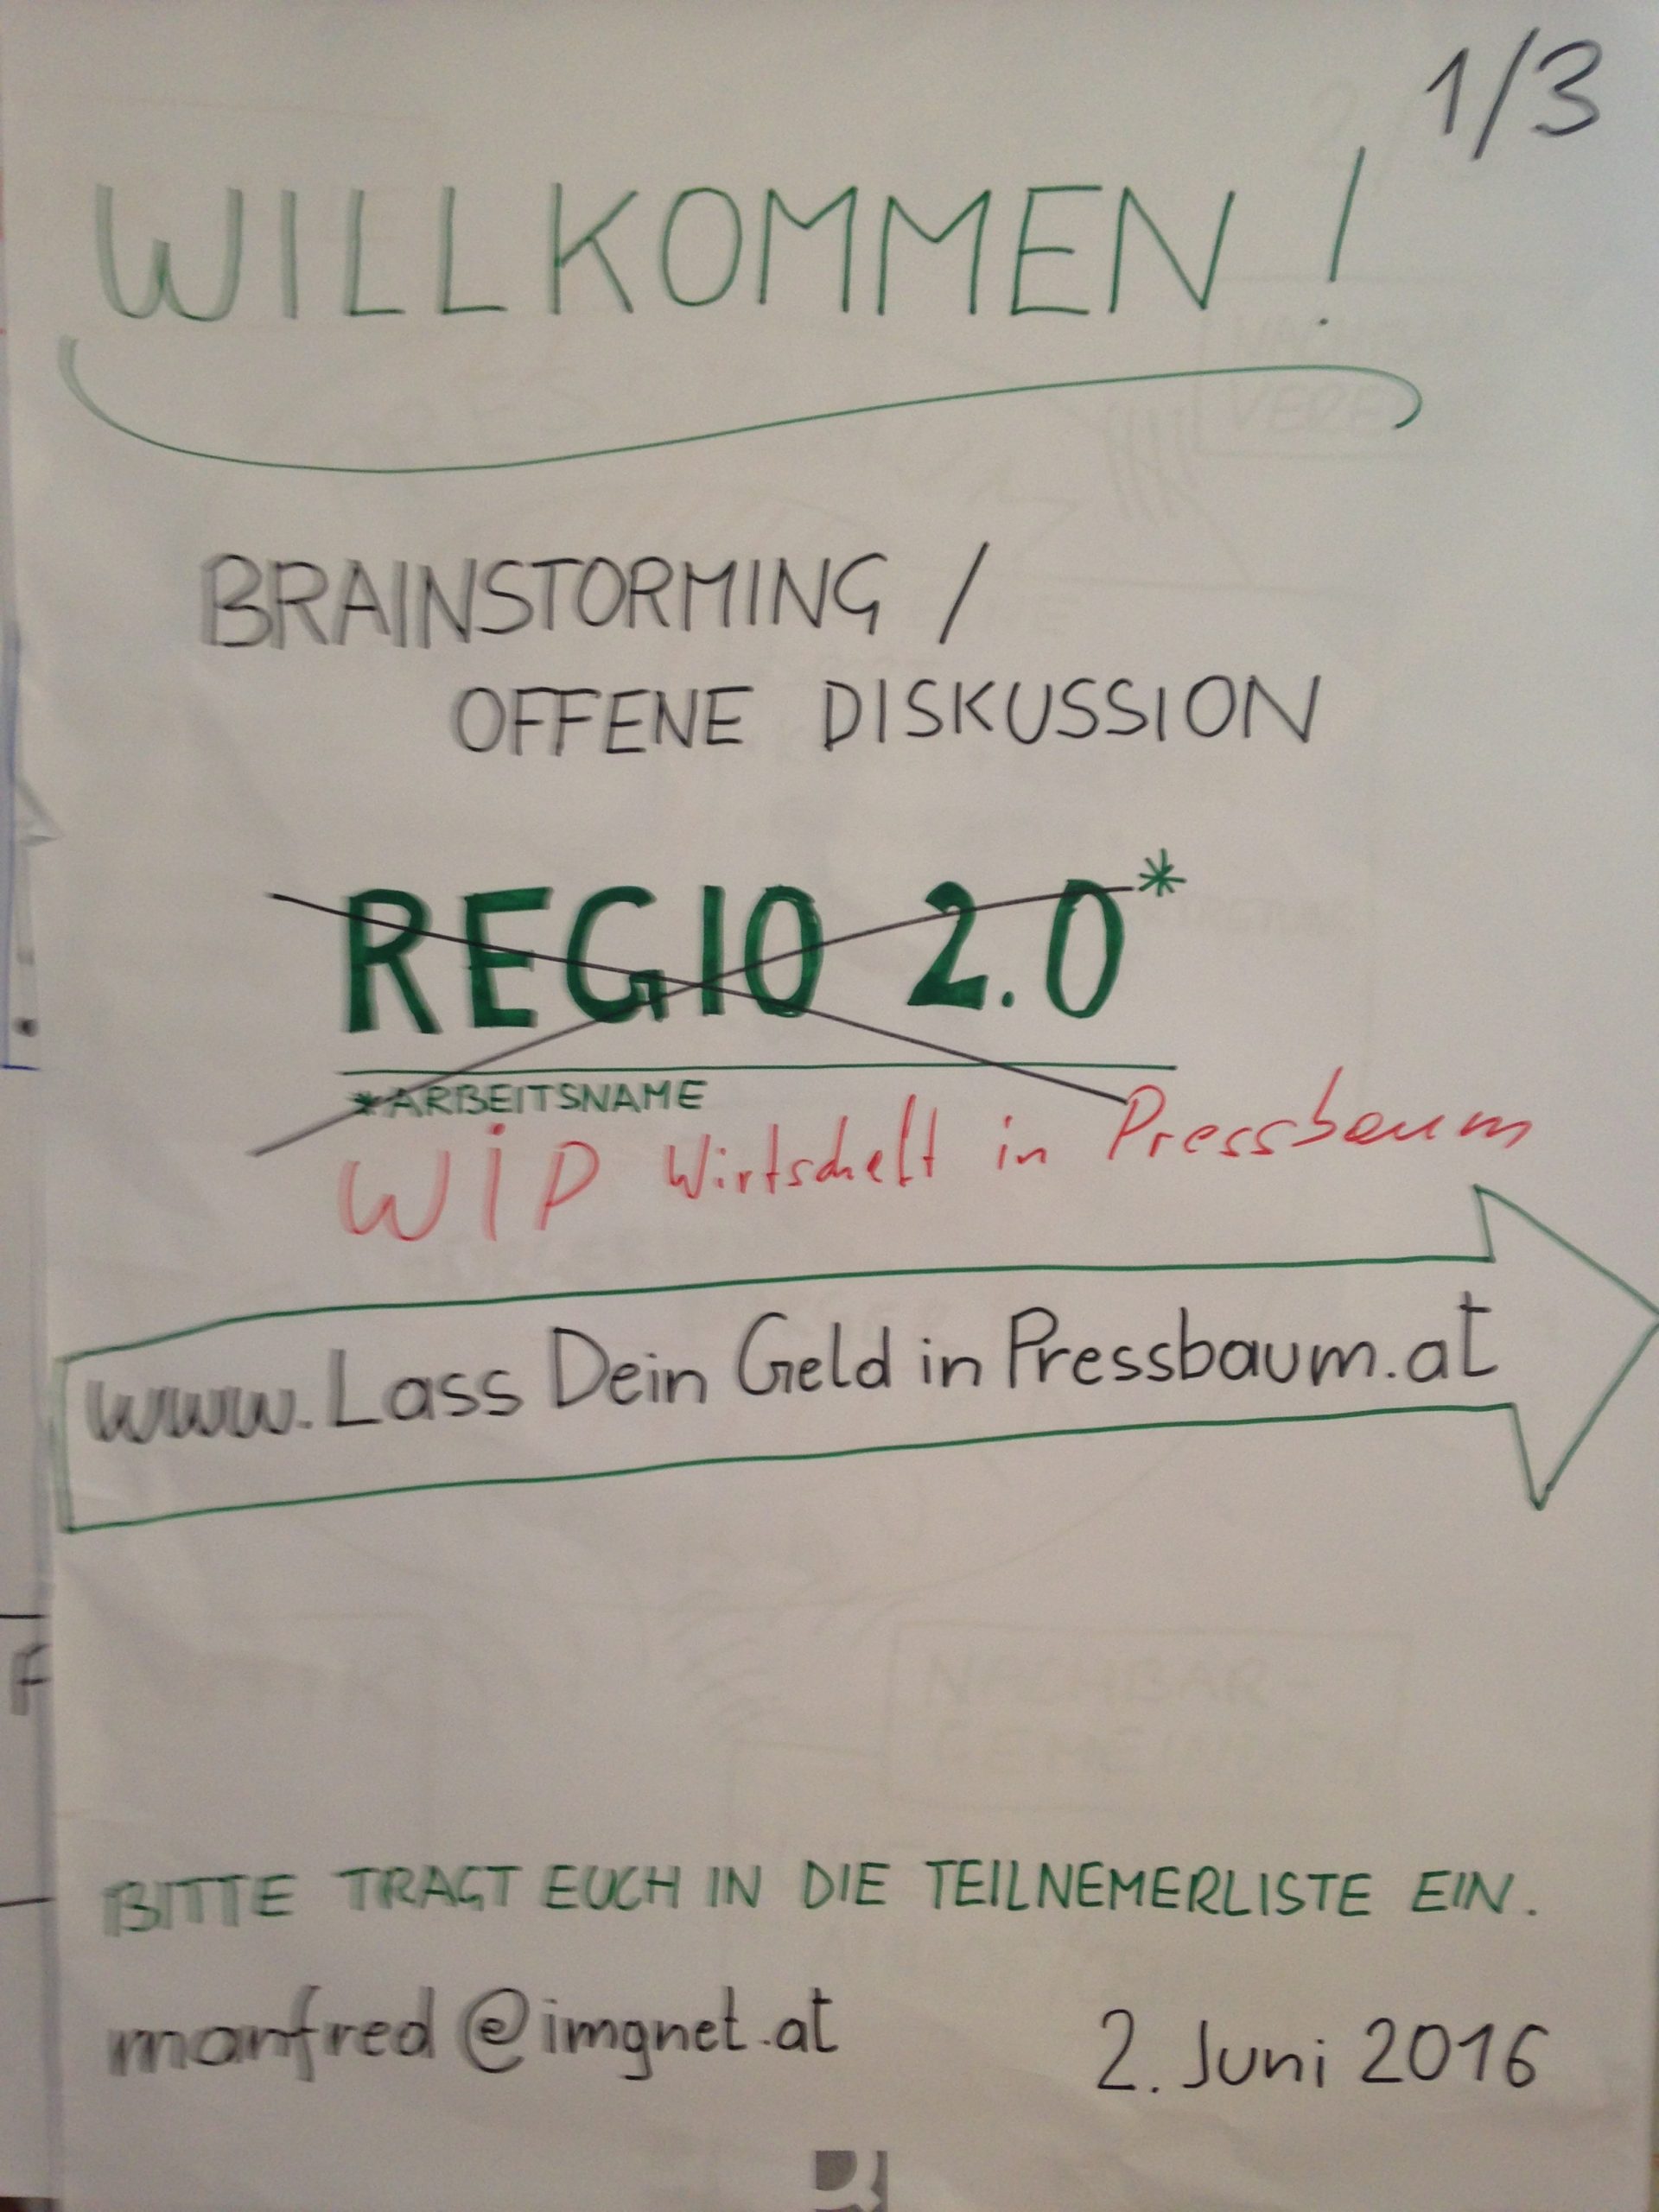 1/3
WILLKOMMEN!
BRAINSTORMING /
OFFENE DISKUSSION
REGIO 2.0*
*ARBEITSNAME
WiP Wirtschaft in Pressbaum
www.Lass Dein Geld in Pressbaum.at
BITTE TRAGT EUCH IN DIE TEILNEMERLISTE EIN.
manfred@imgnet.at
2. Juni 2016
F
NACHBAR-